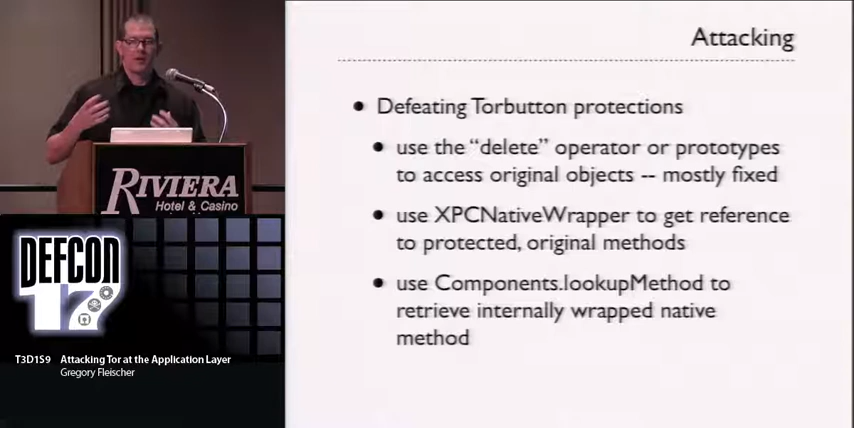 Attacking
• Defeating Torbutton protections
• use the “delete” operator or prototypes
to access original objects -- mostly fixed
• use XPCNativeWrapper to get reference
to protected, original methods
• use Components.lookupMethod to
retrieve internally wrapped native
method
RIVIERA
Hotel & Casino
DEFCON
17
T3D1S9 Attacking Tor at the Application Layer
Gregory Fleischer